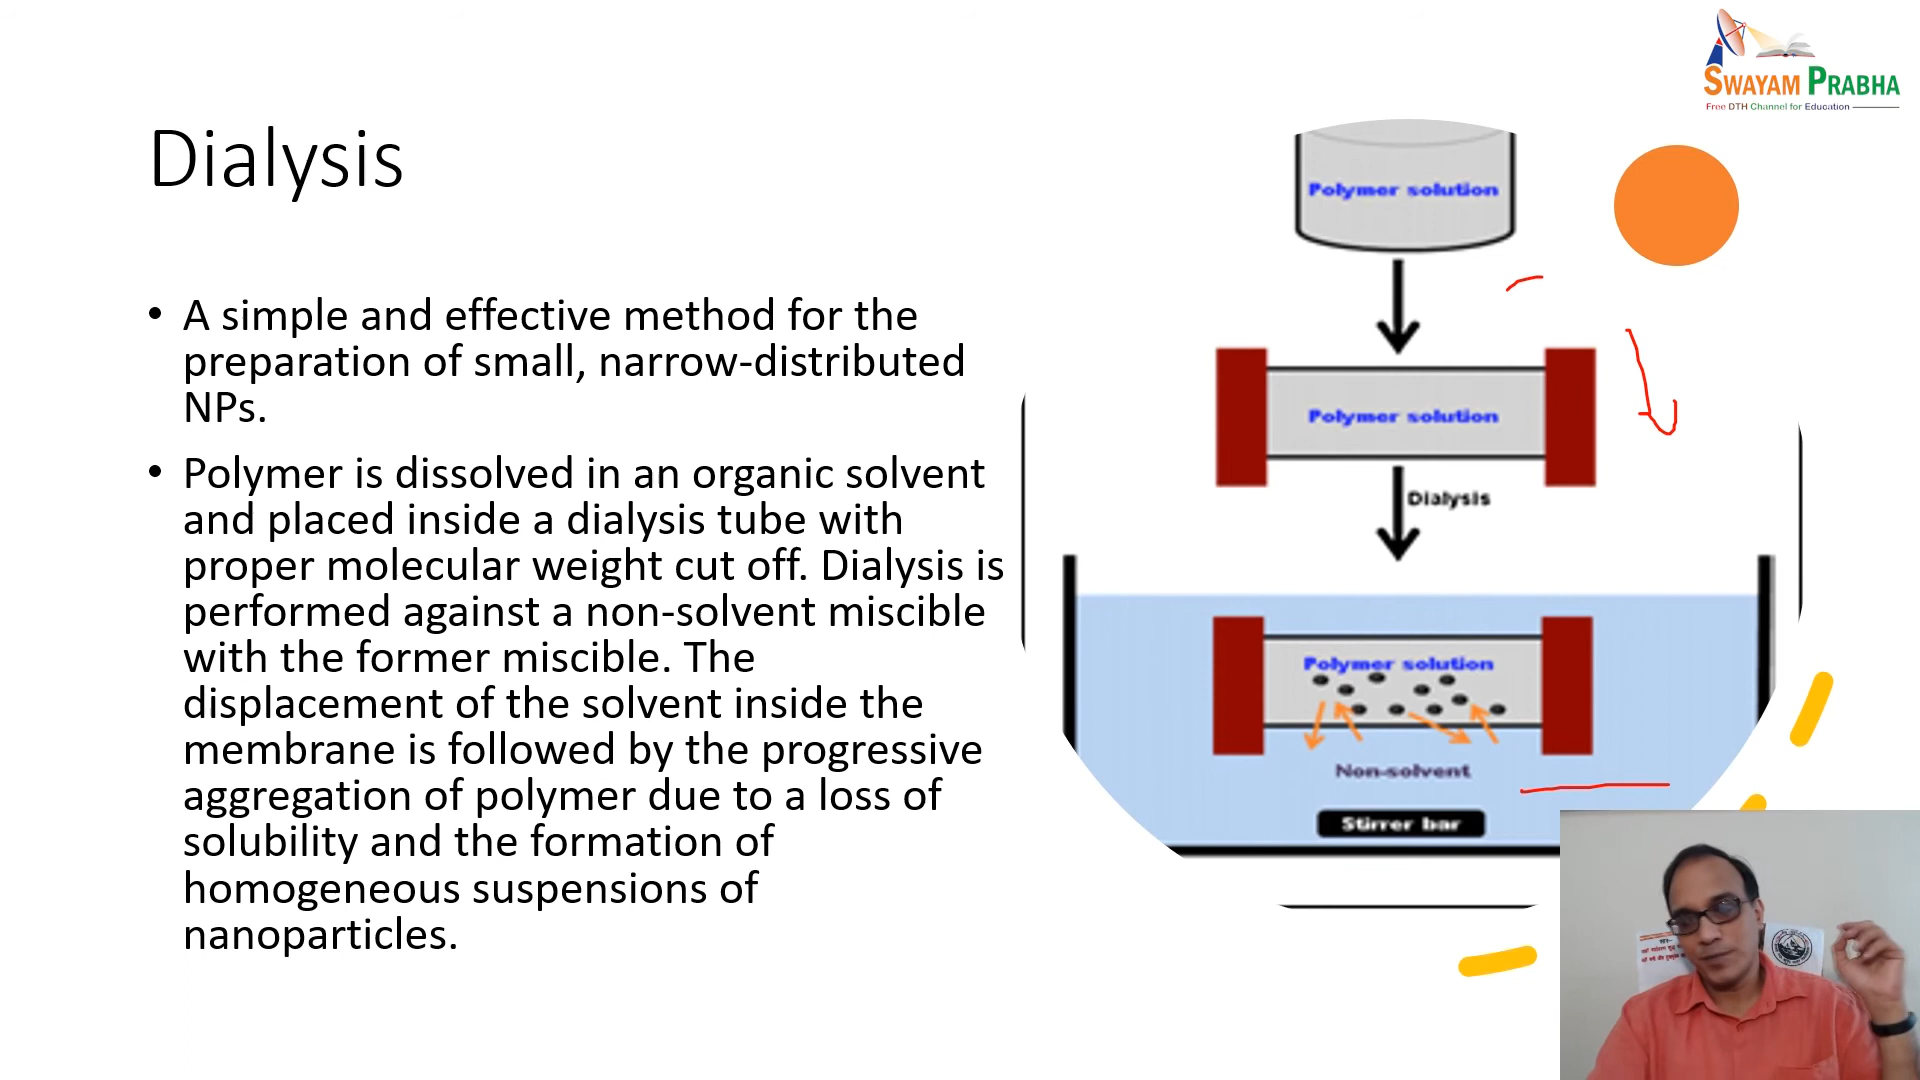 SWAYAM PRABHA
Free DTH Channel for Education
Dialysis
• A simple and effective method for the
preparation of small, narrow-distributed
NPs.
• Polymer is dissolved in an organic solvent
and placed inside a dialysis tube with
proper molecular weight cut off. Dialysis is
performed against a non-solvent miscible
with the former miscible. The
displacement of the solvent inside the
membrane is followed by the progressive
aggregation of polymer due to a loss of
solubility and the formation of
homogeneous suspensions of
nanoparticles.
Polymer solution
Polymer solution
Dialysis
Polymer solution
Non-solvent
Stirrer bar